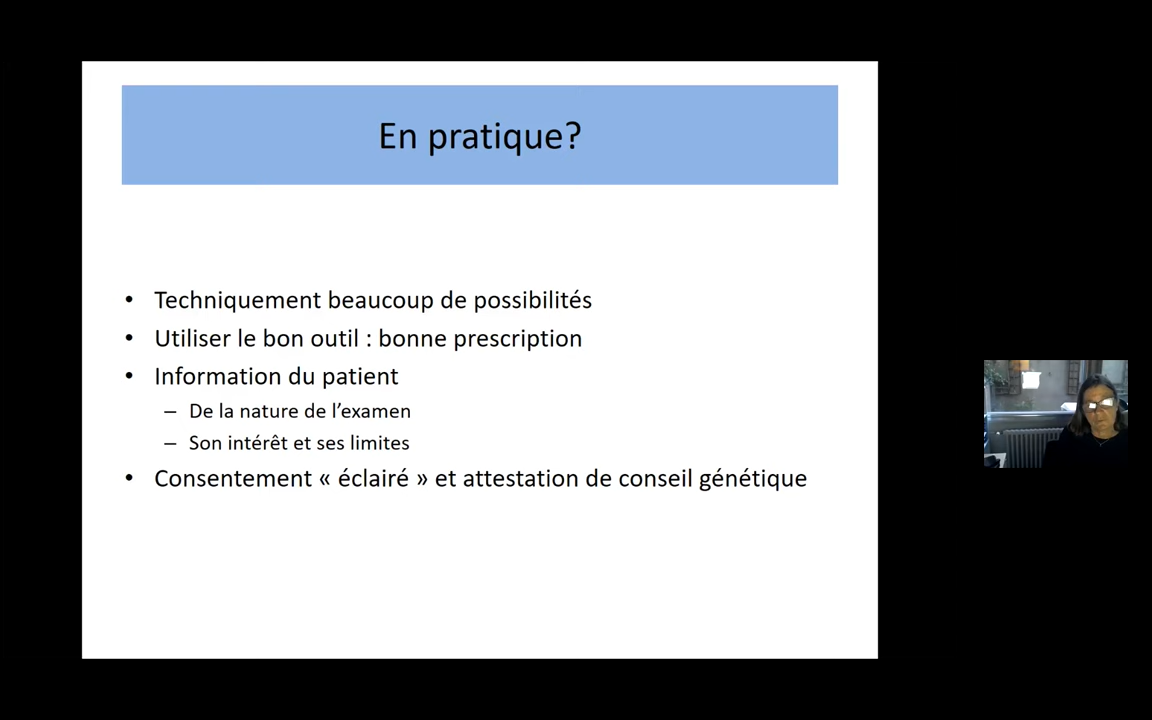 En pratique?
• Techniquement beaucoup de possibilités
• Utiliser le bon outil : bonne prescription
• Information du patient
– De la nature de l’examen
– Son intérêt et ses limites
• Consentement « éclairé » et attestation de conseil génétique